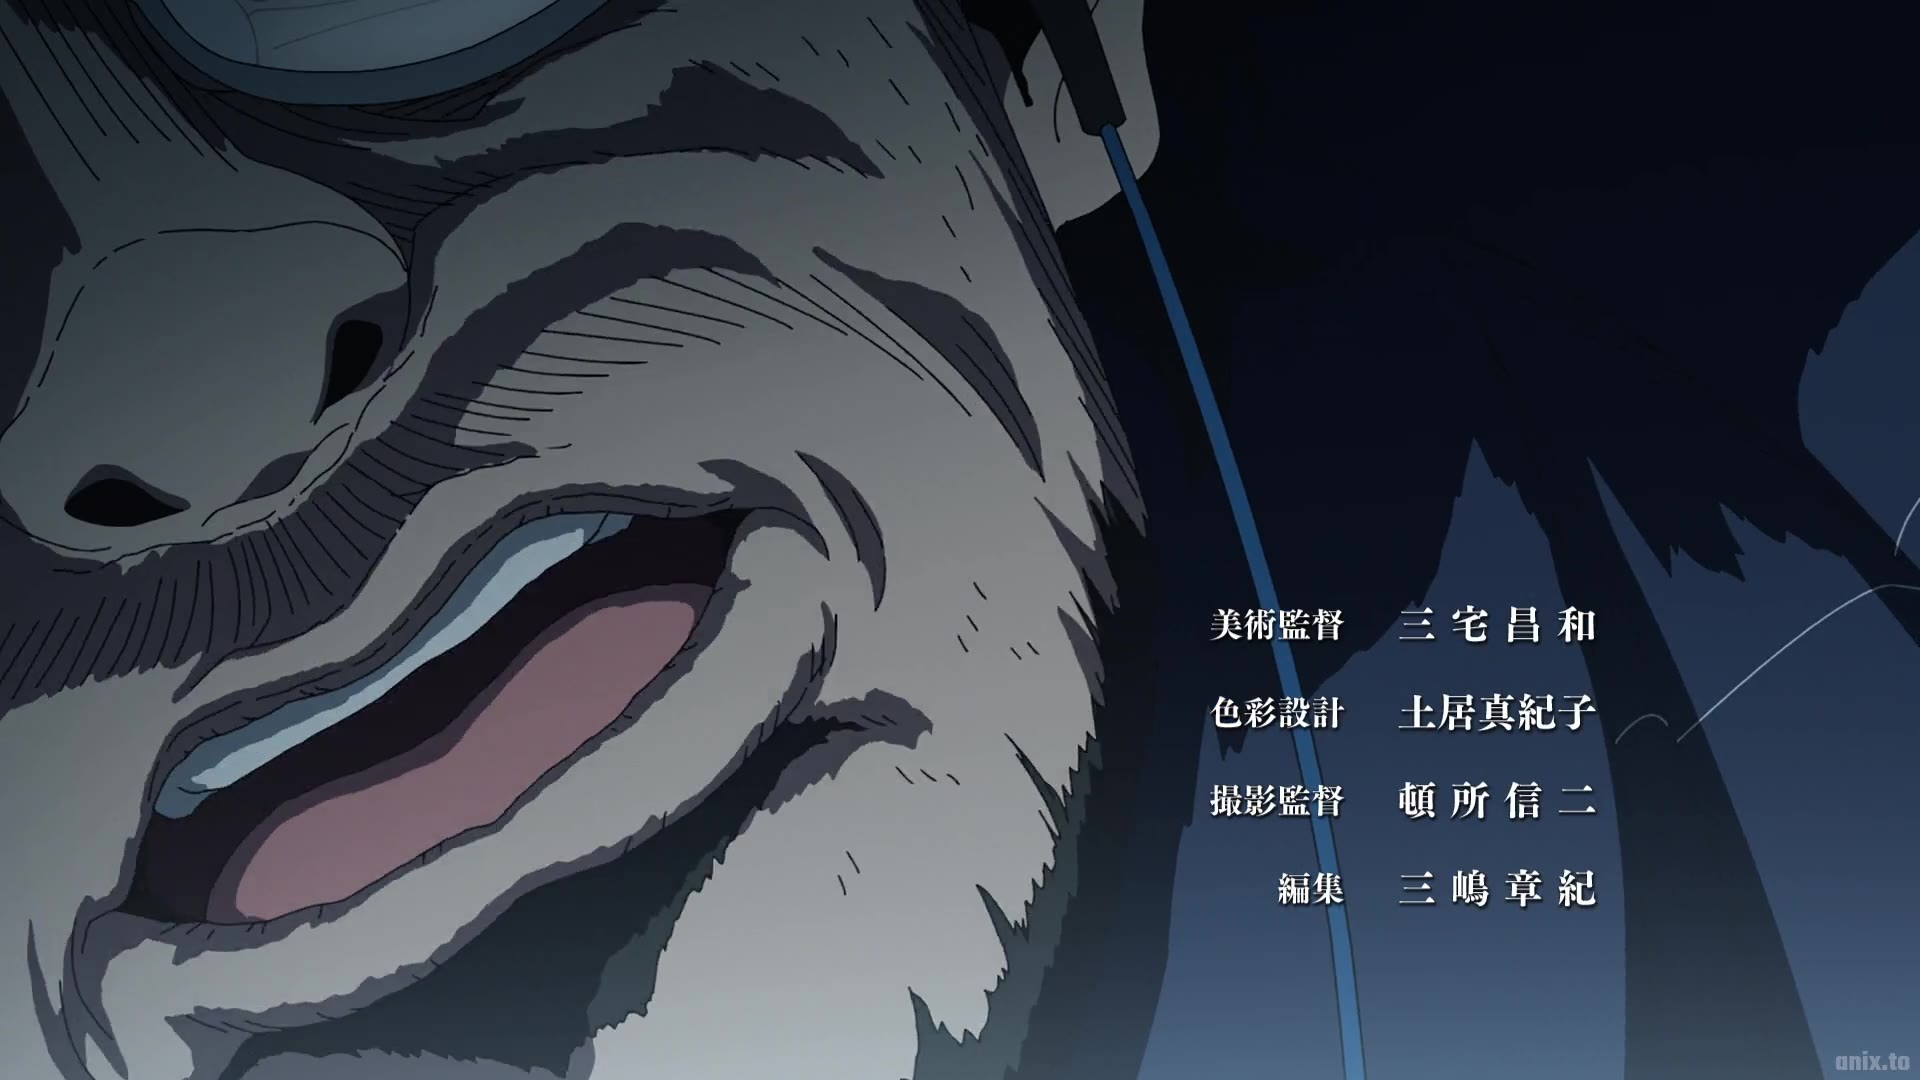 美術監督 三宅昌和
色彩設計 土居真紀子
撮影監督 頓所信二
編集 三嶋章紀
anix.to